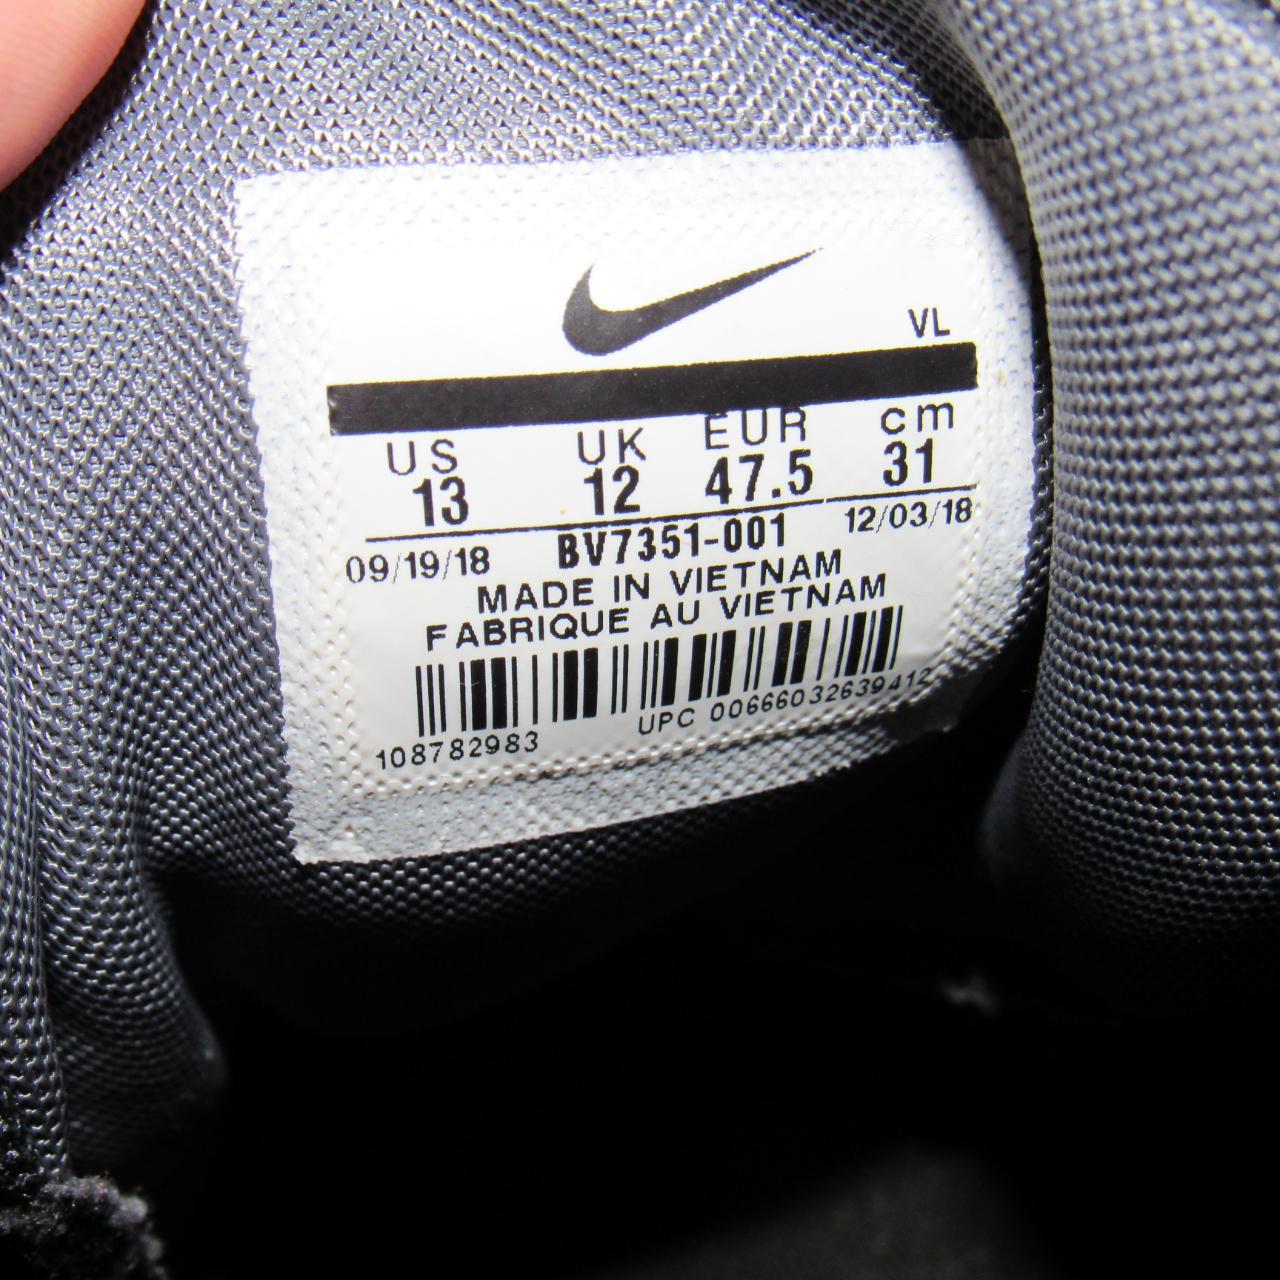 VL
US UK EUR cm
13 12 47.5 31
09/19/18 BV7351-001 12/03/18
MADE IN VIETNAM
FABRIQUE AU VIETNAM
108782983 UPC 00666032639412